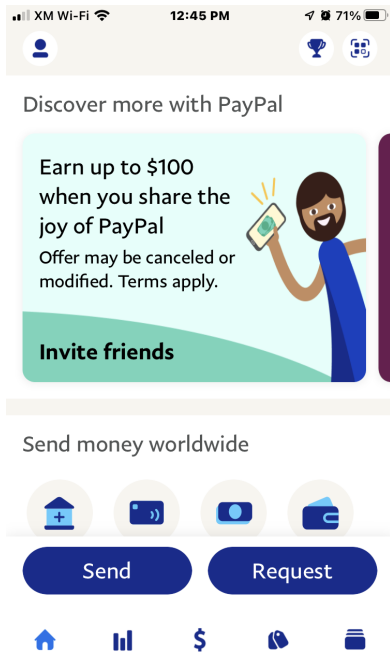 XM Wi-Fi 12:45 PM 71%
Discover more with PayPal
Earn up to $100
when you share the
joy of PayPal
Offer may be canceled or
modified. Terms apply.
Invite friends
Send money worldwide
Send Request